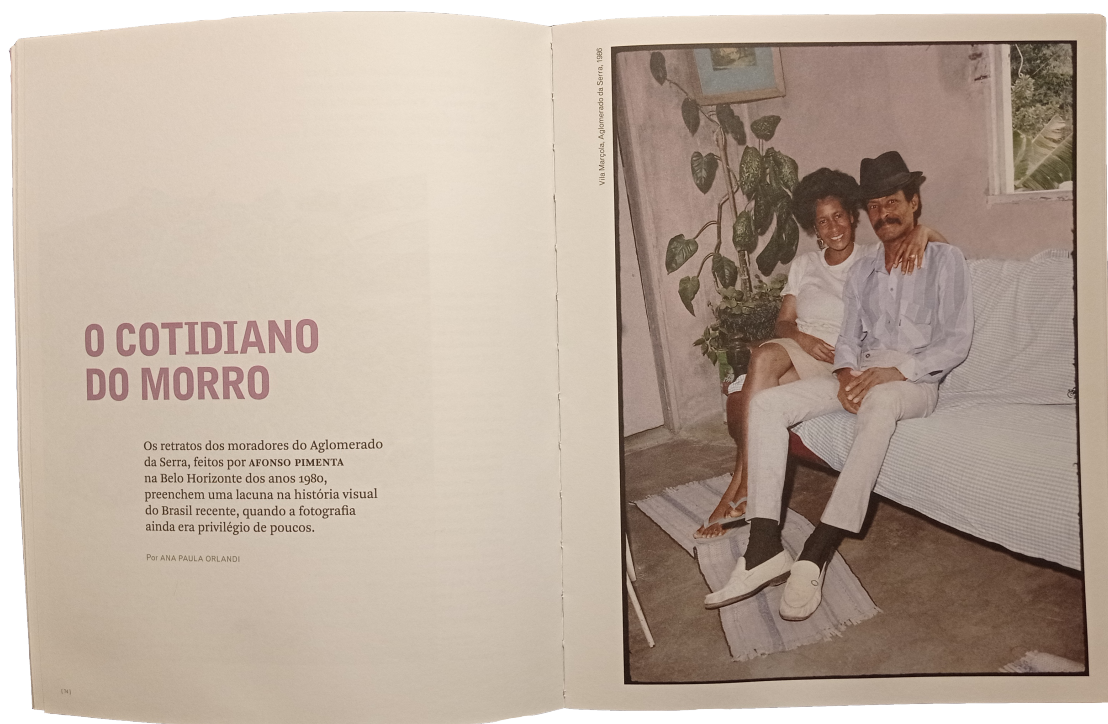 O COTIDIANO
DO MORRO
Os retratos dos moradores do Aglomerado
da Serra, feitos por AFONSO PIMENTA
na Belo Horizonte dos anos 1980,
preenchem uma lacuna na história visual
do Brasil recente, quando a fotografia
ainda era privilégio de poucos.
Por ANA PAULA ORLANDI
Vila Marçola, Aglomerado da Serra, 1986